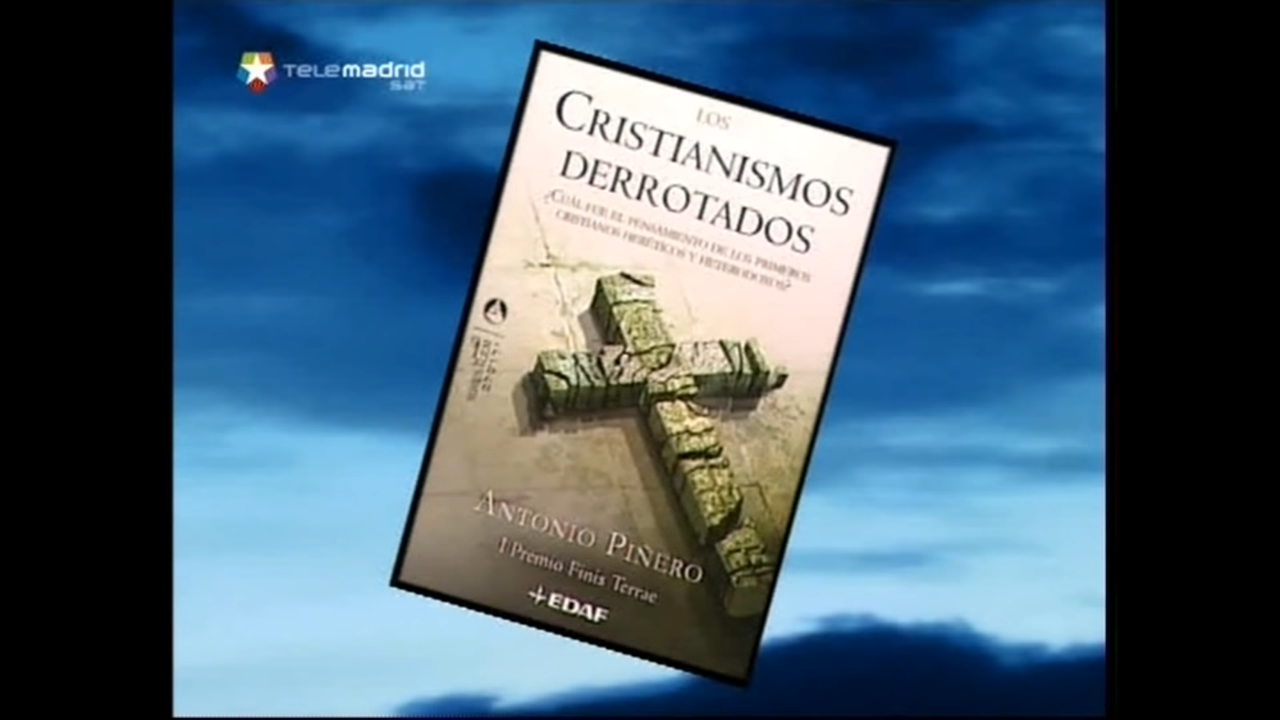 TELEMADRID
SAT
LOS
CRISTIANISMOS
DERROTADOS
¿CUÁL FUE EL PENSAMIENTO DE LOS PRIMEROS
CRISTIANOS HERÉTICOS Y HETERODOXOS?
ANTONIO PIÑERO
I Premio Finis Terrae
EDAF